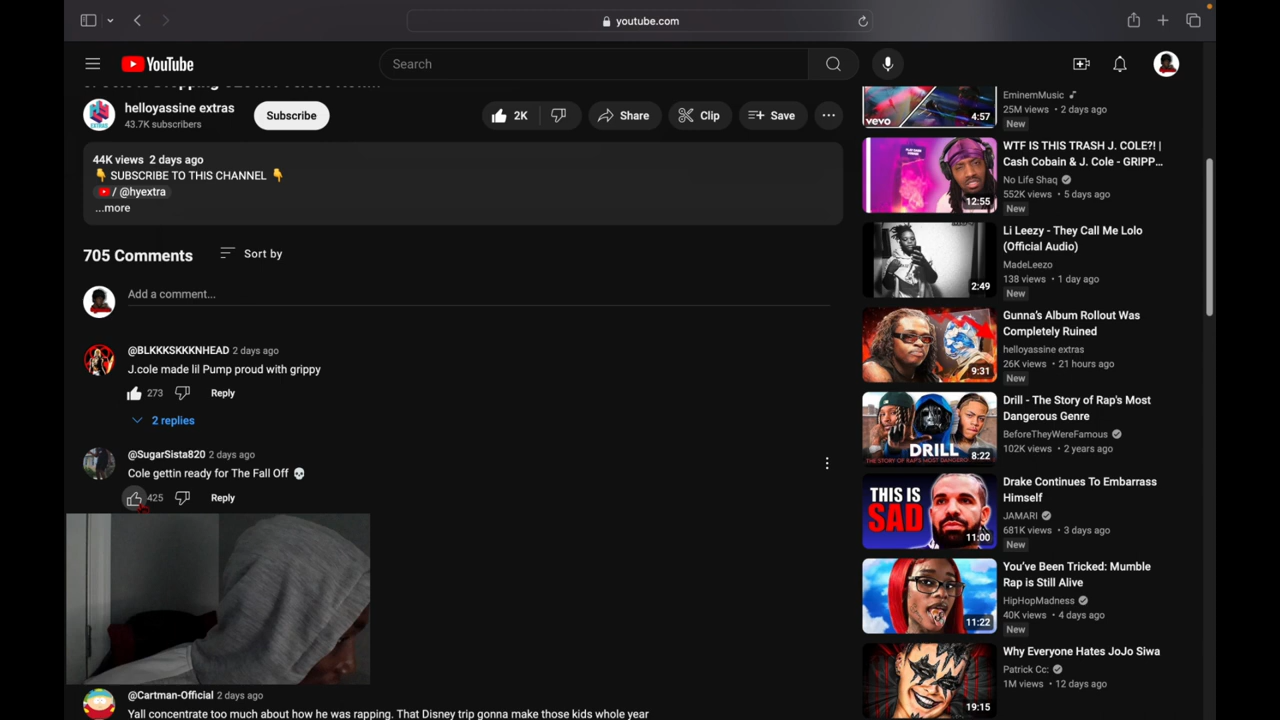 youtube.com
YouTube
Search
helloyassine extras
43.7K subscribers
Subscribe
2K
Share
Clip
Save
44K views 2 days ago
👇 SUBSCRIBE TO THIS CHANNEL 👇
/ @hyextra
...more
705 Comments
Sort by
Add a comment...
@BLKKKSKKKNHEAD 2 days ago
J.cole made lil Pump proud with grippy
273
Reply
2 replies
@SugarSista820 2 days ago
Cole gettin ready for The Fall Off 💀
425
Reply
@Cartman-Official 2 days ago
Yall concentrate too much about how he was rapping. That Disney trip gonna make those kids whole year
vevo
4:57
EminemMusic
25M views • 2 days ago
New
12:55
WTF IS THIS TRASH J. COLE?! |
Cash Cobain & J. Cole - GRIPP...
No Life Shaq
552K views • 5 days ago
New
2:49
Li Leezy - They Call Me Lolo
(Official Audio)
MadeLeezo
138 views • 1 day ago
New
9:31
Gunna's Album Rollout Was
Completely Ruined
helloyassine extras
26K views • 21 hours ago
New
DRILL
THE STORY OF RAP'S MOST DANGEROUS
8:22
Drill - The Story of Rap's Most
Dangerous Genre
BeforeTheyWereFamous
102K views • 2 years ago
THIS IS
SAD
11:00
Drake Continues To Embarrass
Himself
JAMARI
681K views • 3 days ago
New
11:22
You've Been Tricked: Mumble
Rap is Still Alive
HipHopMadness
40K views • 4 days ago
New
19:15
Why Everyone Hates JoJo Siwa
Patrick Cc:
1M views • 12 days ago